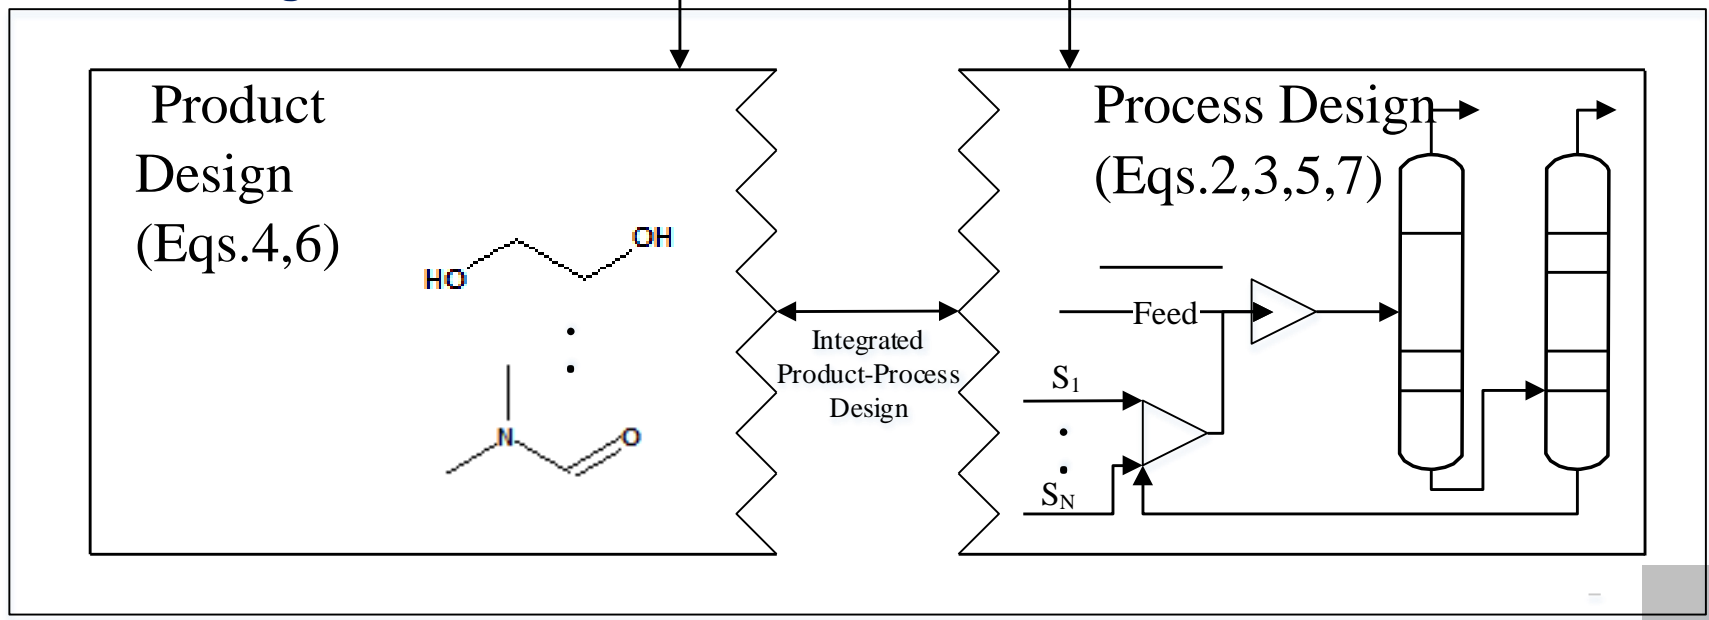 Product
Design
(Eqs.4,6)
HO
OH
N
O
Integrated
Product-Process
Design
Process Design
(Eqs.2,3,5,7)
Feed
S1
SN